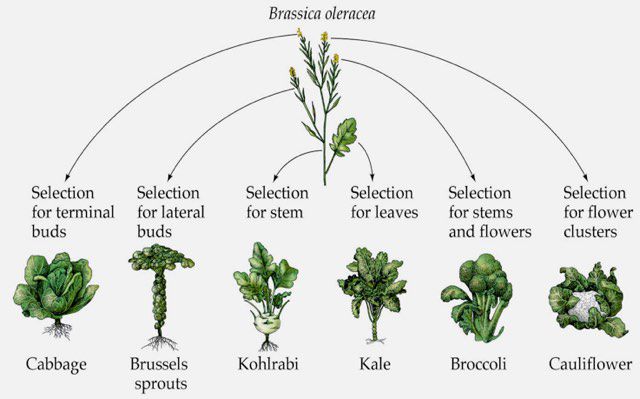 Brassica oleracea
Selection
for terminal
buds
Selection
for lateral
buds
Selection
for stem
Selection
for leaves
Selection
for stems
and flowers
Selection
for flower
clusters
Cabbage
Brussels
sprouts
Kohlrabi
Kale
Broccoli
Cauliflower